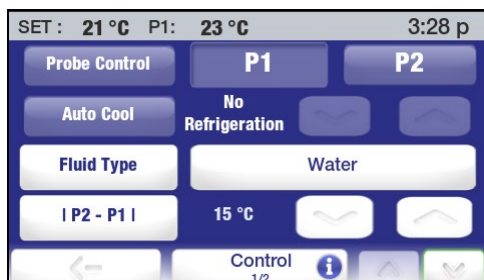 SET : 21 °C P1: 23 °C 3:28 p
Probe Control P1 P2
Auto Cool No Refrigeration
Fluid Type Water
I P2 - P1 I 15 °C
Control
1/2